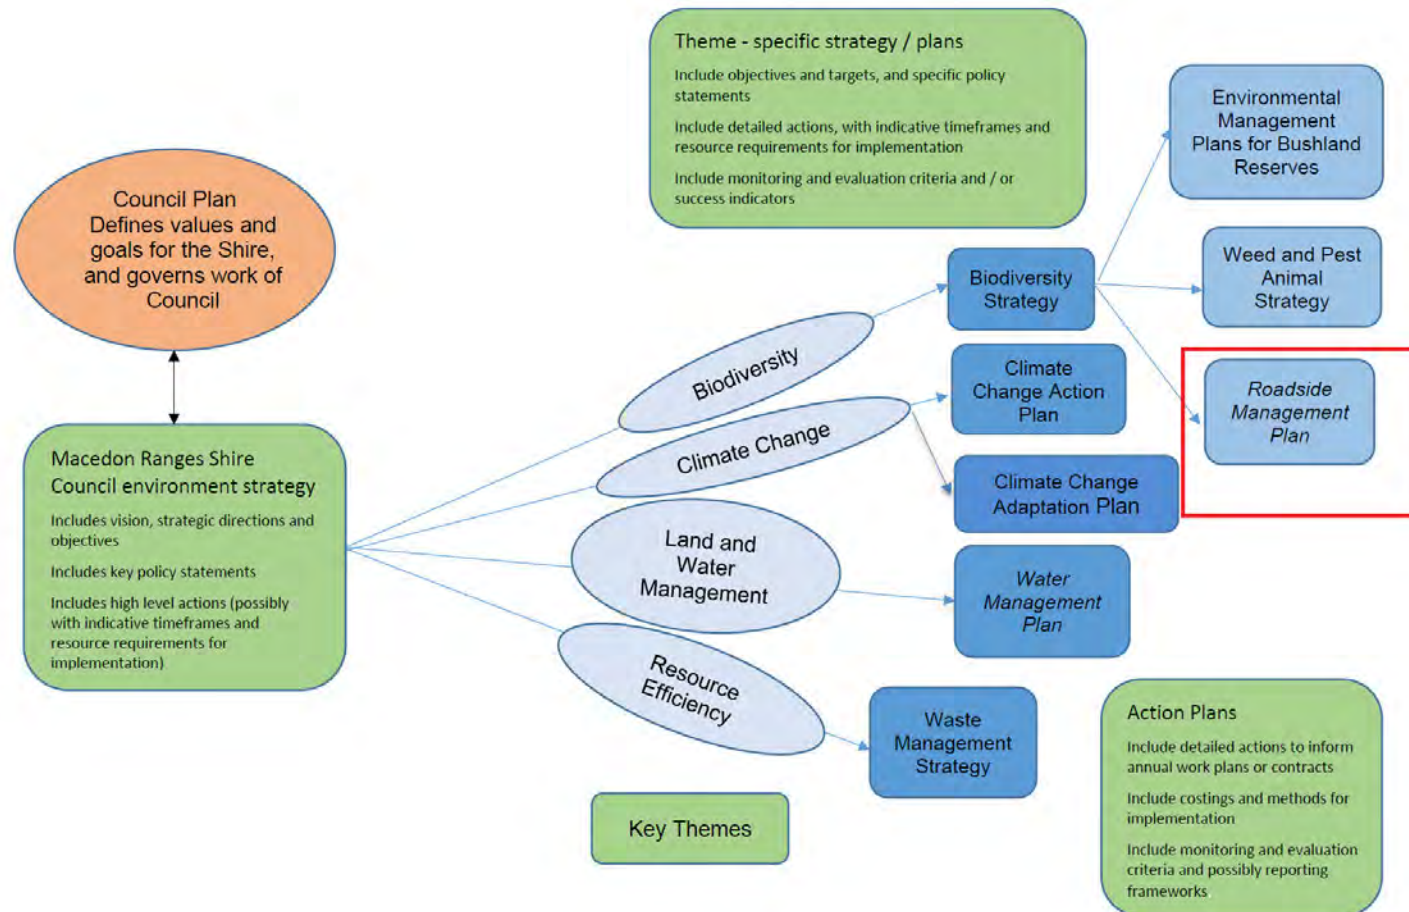 Council Plan
Defines values and
goals for the Shire,
and governs work of
Council
Macedon Ranges Shire
Council environment strategy
Includes vision, strategic directions and
objectives
Includes key policy statements
Includes high level actions (possibly
with indicative timeframes and
resource requirements for
implementation)
Biodiversity
Climate Change
Land and
Water
Management
Resource
Efficiency
Key Themes
Theme - specific strategy / plans
Include objectives and targets, and specific policy
statements
Include detailed actions, with indicative timeframes and
resource requirements for implementation
Include monitoring and evaluation criteria and / or
success indicators
Biodiversity
Strategy
Climate
Change Action
Plan
Climate Change
Adaptation Plan
Water
Management
Plan
Waste
Management
Strategy
Environmental
Management
Plans for Bushland
Reserves
Weed and Pest
Animal
Strategy
Roadside
Management
Plan
Action Plans
Include detailed actions to inform
annual work plans or contracts
Include costings and methods for
implementation
Include monitoring and evaluation
criteria and possibly reporting
frameworks